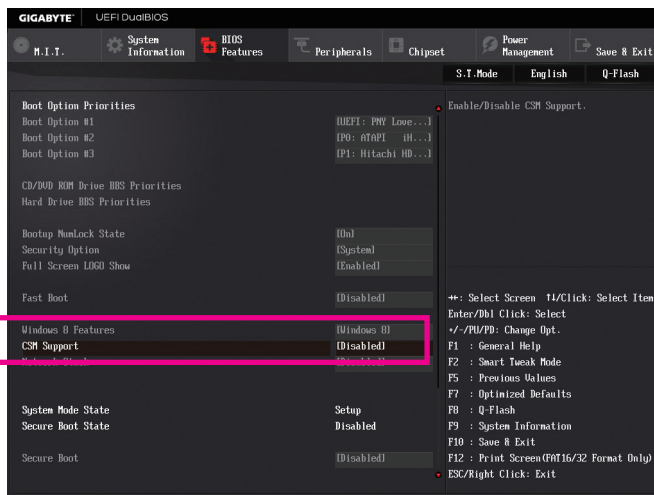 GIGABYTE™ UEFI DualBIOS
M.I.T. System Information BIOS Features Peripherals Chipset Power Management Save & Exit
S.T.Mode English Q-Flash
Boot Option Priorities
Boot Option #1 [UEFI: PNY Love...]
Boot Option #2 [P0: ATAPI iH...]
Boot Option #3 [P1: Hitachi HD...]
CD/DVD ROM Drive BBS Priorities
Hard Drive BBS Priorities
Bootup NumLock State [On]
Security Option [System]
Full Screen LOGO Show [Enabled]
Fast Boot [Disabled]
Windows 8 Features [Windows 8]
CSM Support [Disabled]
System Mode State Setup
Secure Boot State Disabled
Secure Boot [Disabled]
Enable/Disable CSM Support.
→←: Select Screen ↑↓/Click: Select Item
Enter/Dbl Click: Select
+/-/PU/PD: Change Opt.
F1 : General Help
F2 : Smart Tweak Mode
F5 : Previous Values
F7 : Optimized Defaults
F8 : Q-Flash
F9 : System Information
F10 : Save & Exit
F12 : Print Screen(FAT16/32 Format Only)
ESC/Right Click: Exit